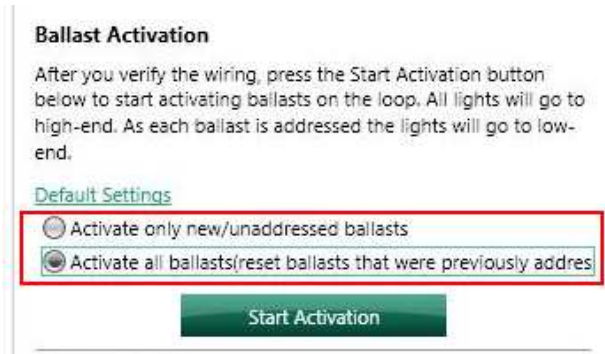 Ballast Activation
After you verify the wiring, press the Start Activation button
below to start activating ballasts on the loop. All lights will go to
high-end. As each ballast is addressed the lights will go to low-
end.
Default Settings
Activate only new/unaddressed ballasts
Activate all ballasts(reset ballasts that were previously addres
Start Activation